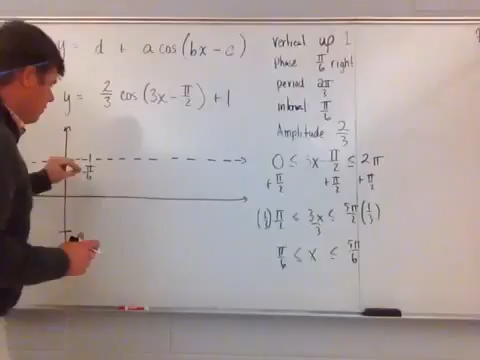 y = d + a cos(bx - c)
y = 2/3 cos(3x - π/2) + 1
π/6
vertical up 1
phase π/6 right
period 2π/3
interval π/6
Amplitude 2/3
0 ≤ 3x - π/2 ≤ 2π
+π/2 +π/2 +π/2
(1/3) π/2 ≤ 3x/3 ≤ 5π/2 (1/3)
π/6 ≤ x ≤ 5π/6